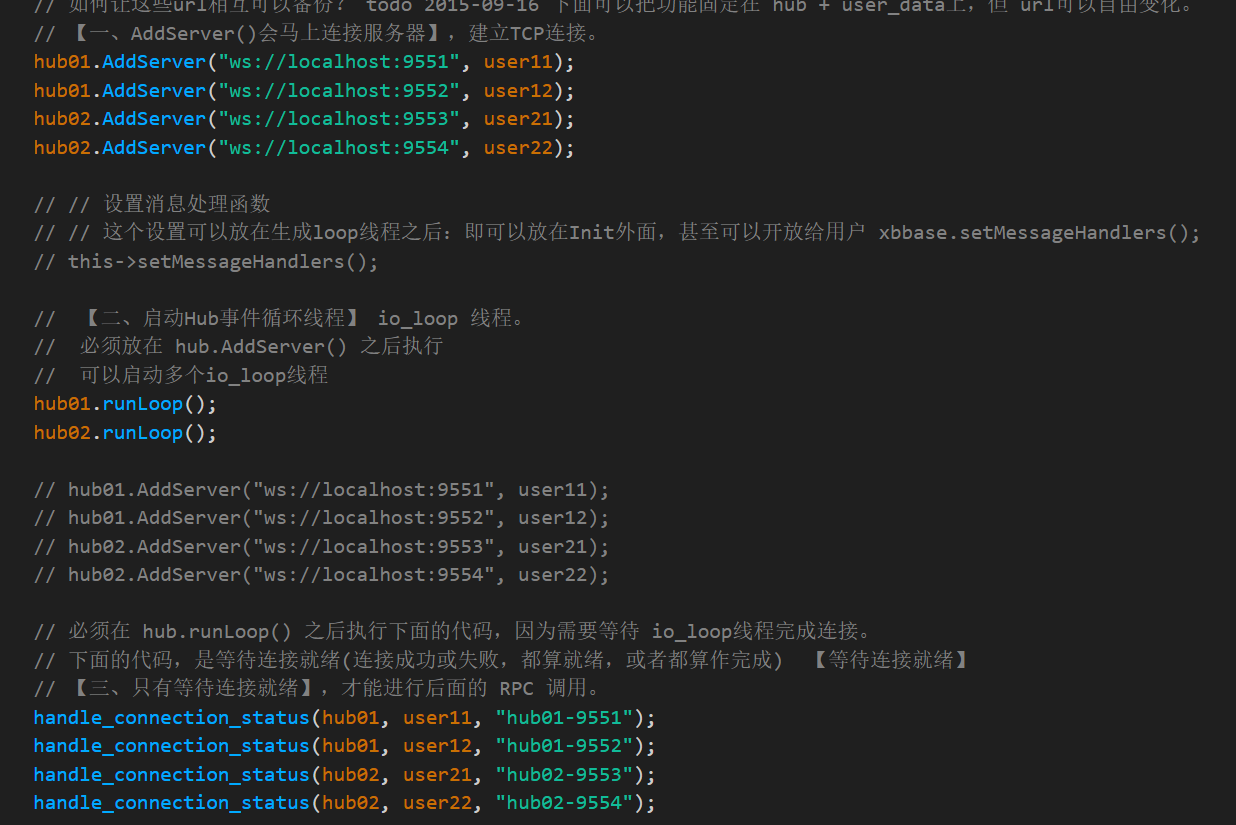 // 如何让这些url相互可以备份？ todo 2015-09-16 下面可以把功能固定在 hub + user_data上，但 url可以自由变化。
// 【一、AddServer()会马上连接服务器】，建立TCP连接。
hub01.AddServer("ws://localhost:9551", user11);
hub01.AddServer("ws://localhost:9552", user12);
hub02.AddServer("ws://localhost:9553", user21);
hub02.AddServer("ws://localhost:9554", user22);
// // 设置消息处理函数
// // 这个设置可以放在生成loop线程之后：即可以放在Init外面，甚至可以开放给用户 xbbase.setMessageHandlers();
// this->setMessageHandlers();
//  【二、启动Hub事件循环线程】 io_loop 线程。
//  必须放在 hub.AddServer() 之后执行
//  可以启动多个io_loop线程
hub01.runLoop();
hub02.runLoop();
// hub01.AddServer("ws://localhost:9551", user11);
// hub01.AddServer("ws://localhost:9552", user12);
// hub02.AddServer("ws://localhost:9553", user21);
// hub02.AddServer("ws://localhost:9554", user22);
// 必须在 hub.runLoop() 之后执行下面的代码，因为需要等待 io_loop线程完成连接。
// 下面的代码，是等待连接就绪(连接成功或失败，都算就绪，或者都算作完成)  【等待连接就绪】
// 【三、只有等待连接就绪】，才能进行后面的 RPC 调用。
handle_connection_status(hub01, user11, "hub01-9551");
handle_connection_status(hub01, user12, "hub01-9552");
handle_connection_status(hub02, user21, "hub02-9553");
handle_connection_status(hub02, user22, "hub02-9554");